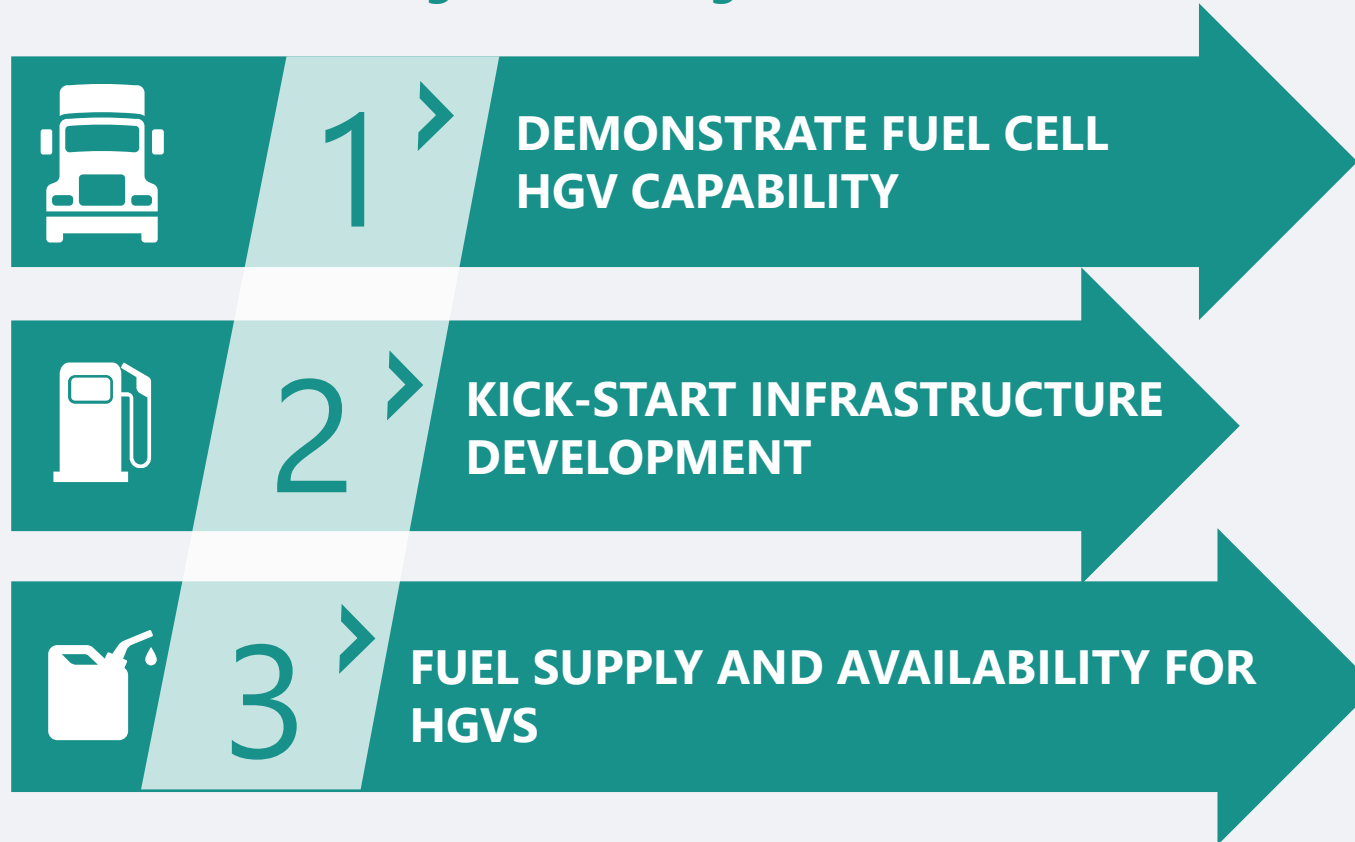 1
DEMONSTRATE FUEL CELL
HGV CAPABILITY
2
KICK-START INFRASTRUCTURE
DEVELOPMENT
3
FUEL SUPPLY AND AVAILABILITY FOR
HGVS